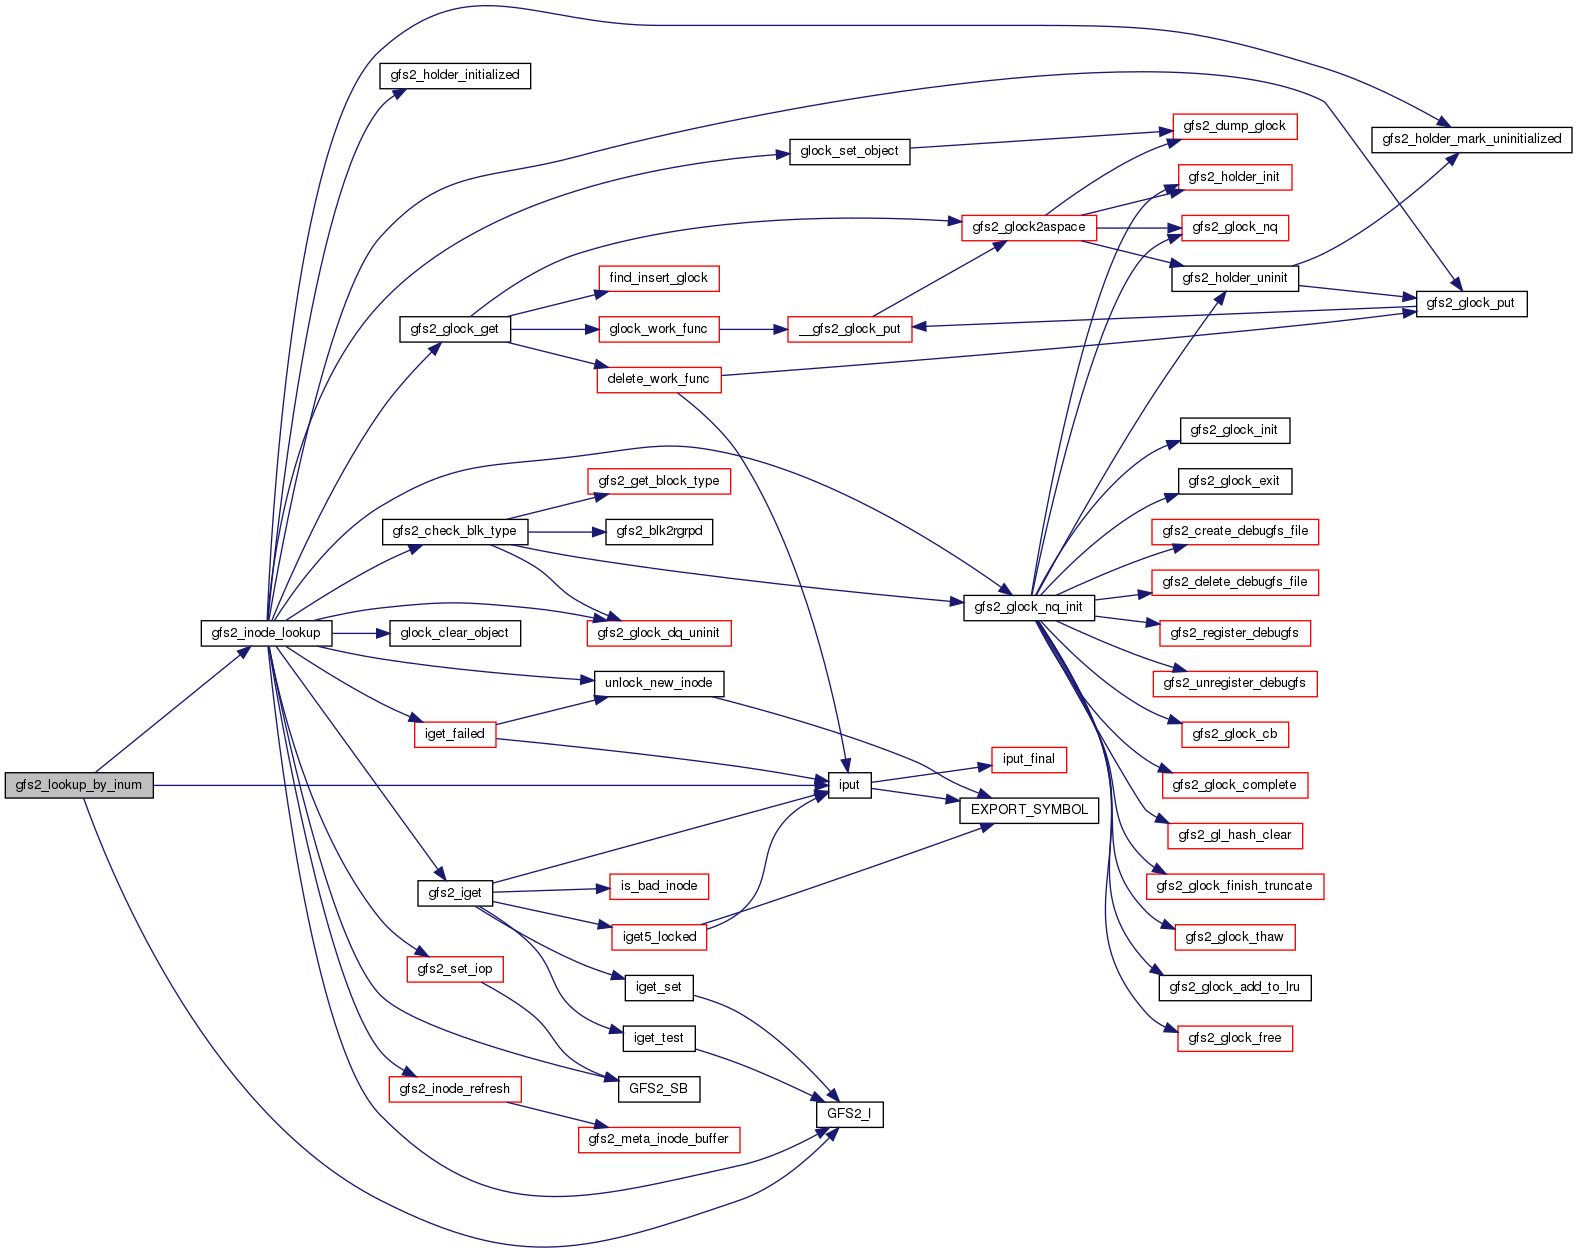 gfs2_holder_initialized
gfs2_dump_glock
gfs2_holder_mark_uninitialized
glock_set_object
gfs2_holder_init
gfs2_glock2aspace
gfs2_glock_nq
find_insert_glock
gfs2_holder_uninit
gfs2_glock_put
gfs2_glock_get
glock_work_func
__gfs2_glock_put
delete_work_func
gfs2_glock_init
gfs2_get_block_type
gfs2_glock_exit
gfs2_check_blk_type
gfs2_blk2rgrpd
gfs2_create_debugfs_file
gfs2_delete_debugfs_file
gfs2_glock_nq_init
gfs2_inode_lookup
glock_clear_object
gfs2_glock_dq_uninit
gfs2_register_debugfs
unlock_new_inode
gfs2_unregister_debugfs
iget_failed
gfs2_glock_cb
iput_final
gfs2_lookup_by_inum
iput
gfs2_glock_complete
EXPORT_SYMBOL
gfs2_gl_hash_clear
gfs2_iget
is_bad_inode
gfs2_glock_finish_truncate
iget5_locked
gfs2_glock_thaw
gfs2_set_iop
iget_set
gfs2_glock_add_to_lru
iget_test
gfs2_glock_free
gfs2_inode_refresh
GFS2_SB
GFS2_I
gfs2_meta_inode_buffer